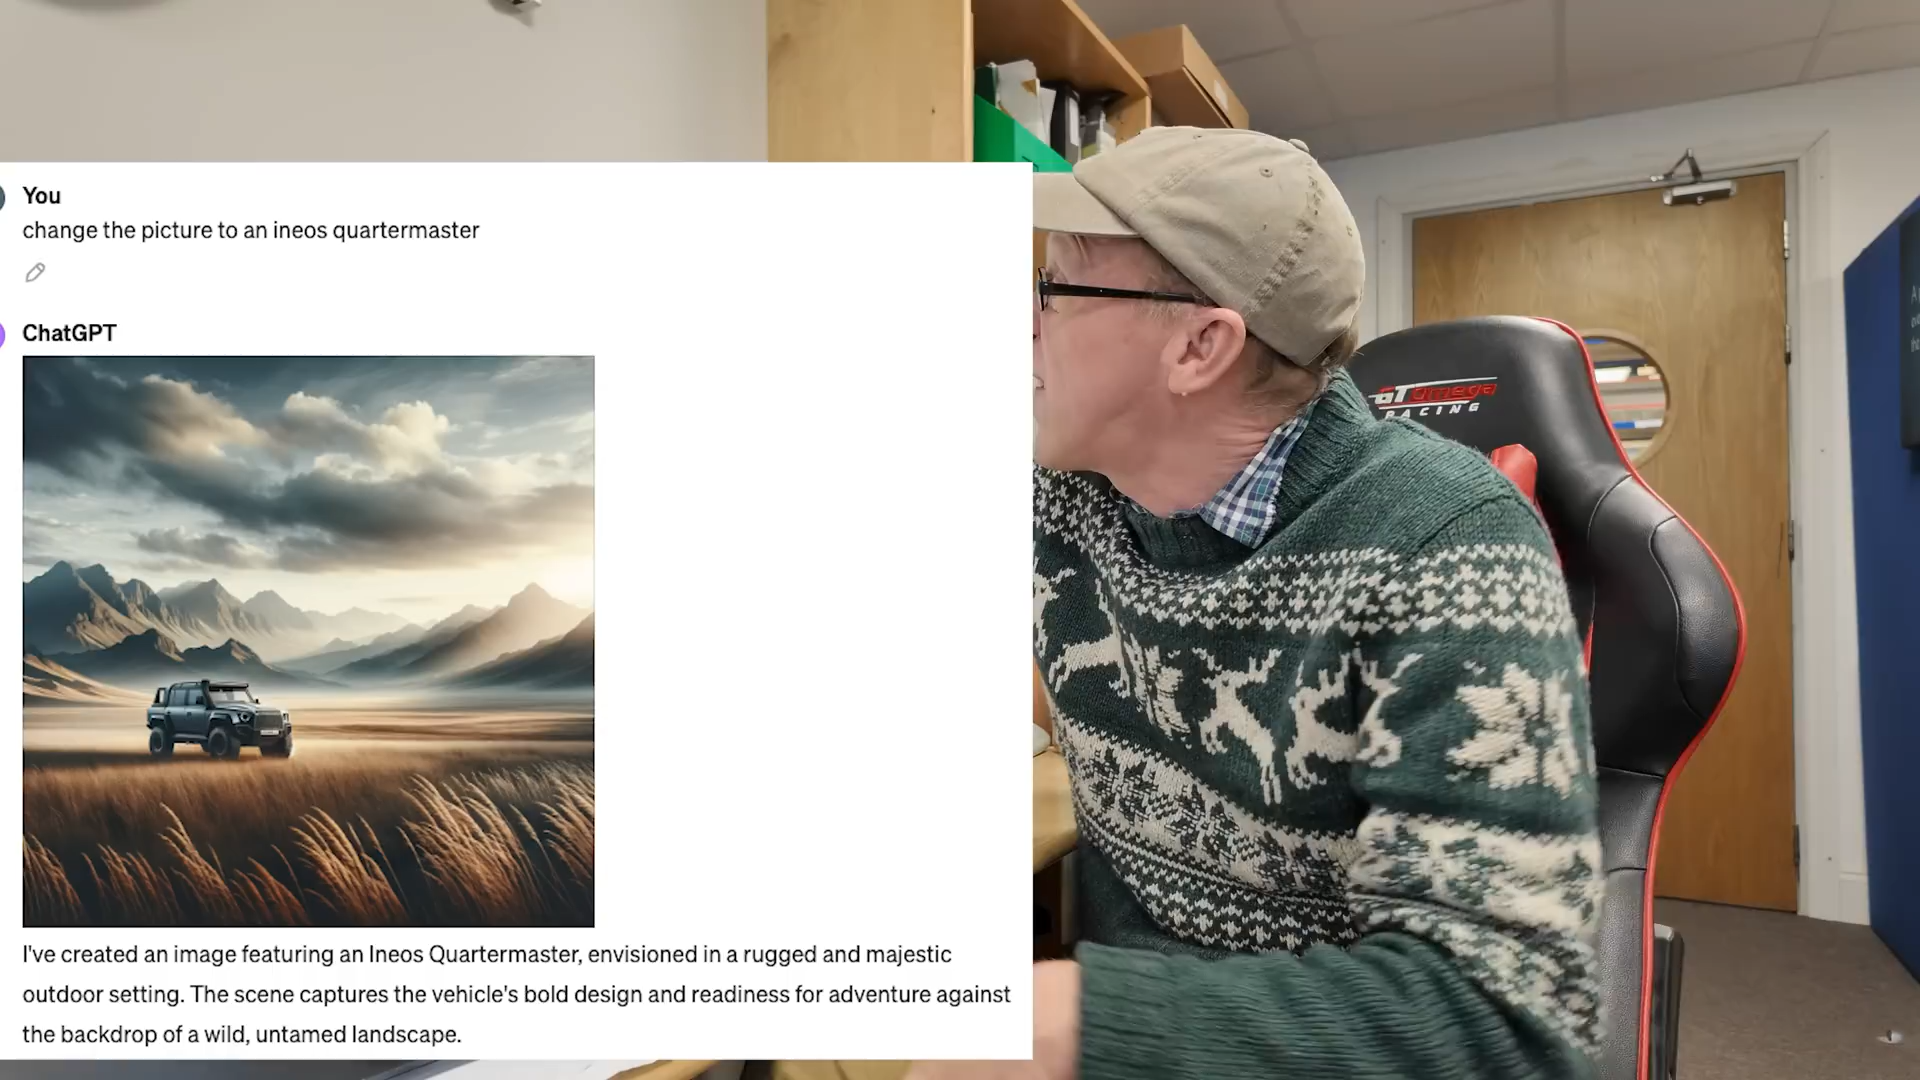 You
change the picture to an ineos quartermaster
ChatGPT
I've created an image featuring an Ineos Quartermaster, envisioned in a rugged and majestic
outdoor setting. The scene captures the vehicle's bold design and readiness for adventure against
the backdrop of a wild, untamed landscape.
GT omega
RACING